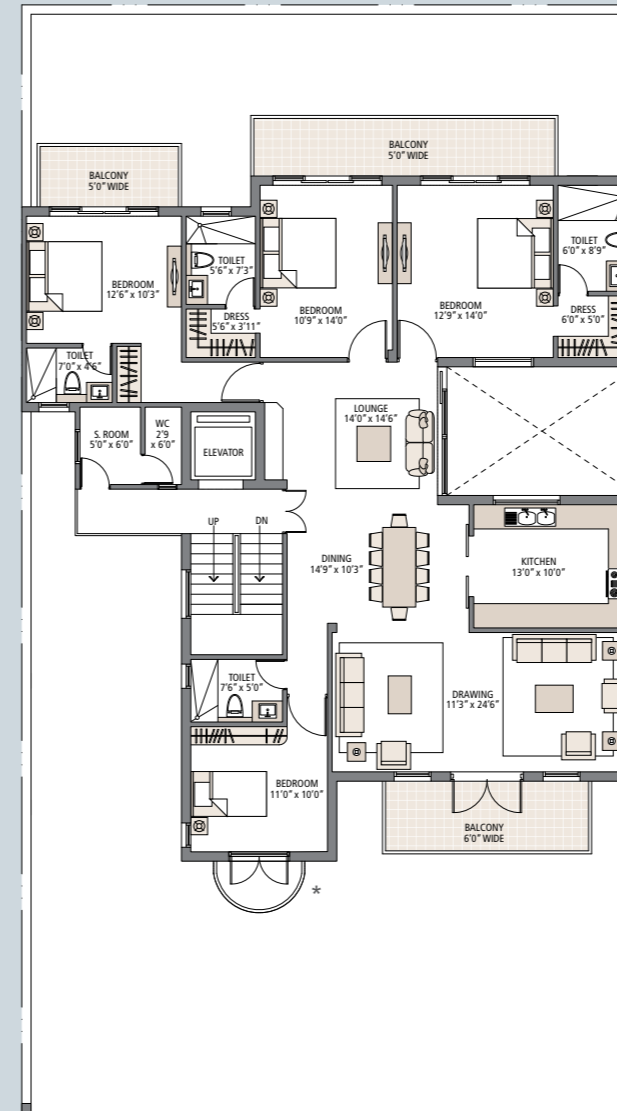 BALCONY
5'0" WIDE
BALCONY
5'0" WIDE
BEDROOM
12'6" x 10'3"
TOILET
5'6" x 7'3"
DRESS
5'6" x 3'11"
BEDROOM
10'9" x 14'0"
BEDROOM
12'9" x 14'0"
TOILET
6'0" x 8'9"
DRESS
6'0" x 5'0"
TOILET
7'0" x 4'6"
S. ROOM
5'0" x 6'0"
WC
2'9
x 6'0"
ELEVATOR
LOUNGE
14'0" x 14'6"
UP
DN
DINING
14'9" x 10'3"
KITCHEN
13'0" x 10'0"
TOILET
7'6" x 5'0"
DRAWING
11'3" x 24'6"
BEDROOM
11'0" x 10'0"
BALCONY
6'0" WIDE
*